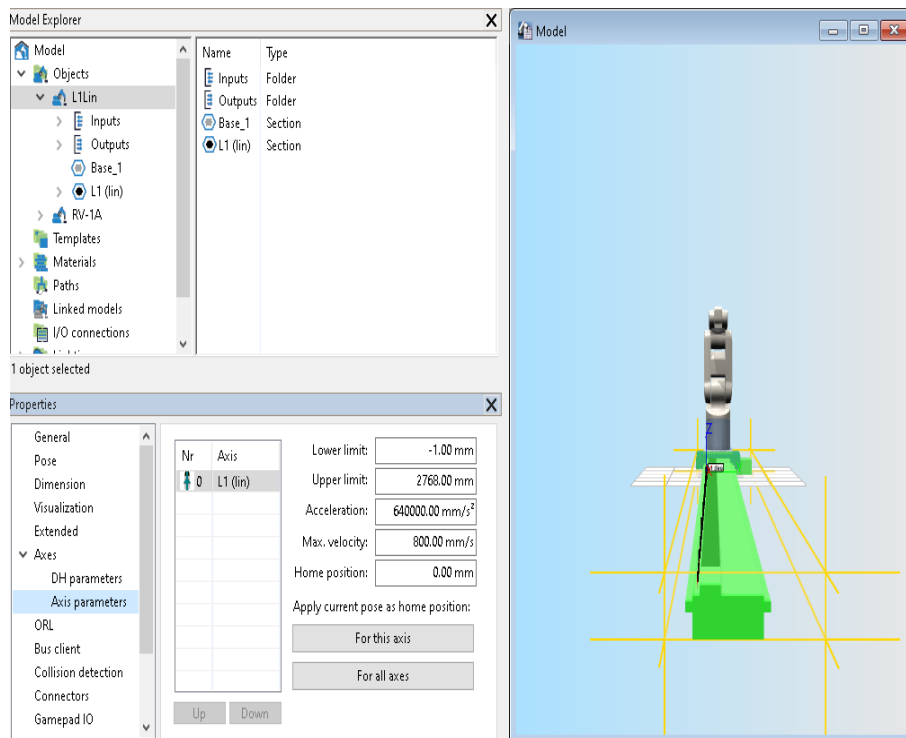 Model Explorer
Model
Objects
L1Lin
Inputs
Outputs
Base_1
L1 (lin)
RV-1A
Templates
Materials
Paths
Linked models
I/O connections
Name Type
Inputs Folder
Outputs Folder
Base_1 Section
L1 (lin) Section
1 object selected
Properties
General
Pose
Dimension
Visualization
Extended
Axes
DH parameters
Axis parameters
ORL
Bus client
Collision detection
Connectors
Gamepad IO
Nr Axis
0 L1 (lin)
Up Down
Lower limit: -1.00 mm
Upper limit: 2768.00 mm
Acceleration: 640000.00 mm/s²
Max. velocity: 800.00 mm/s
Home position: 0.00 mm
Apply current pose as home position:
For this axis
For all axes
Model
Z